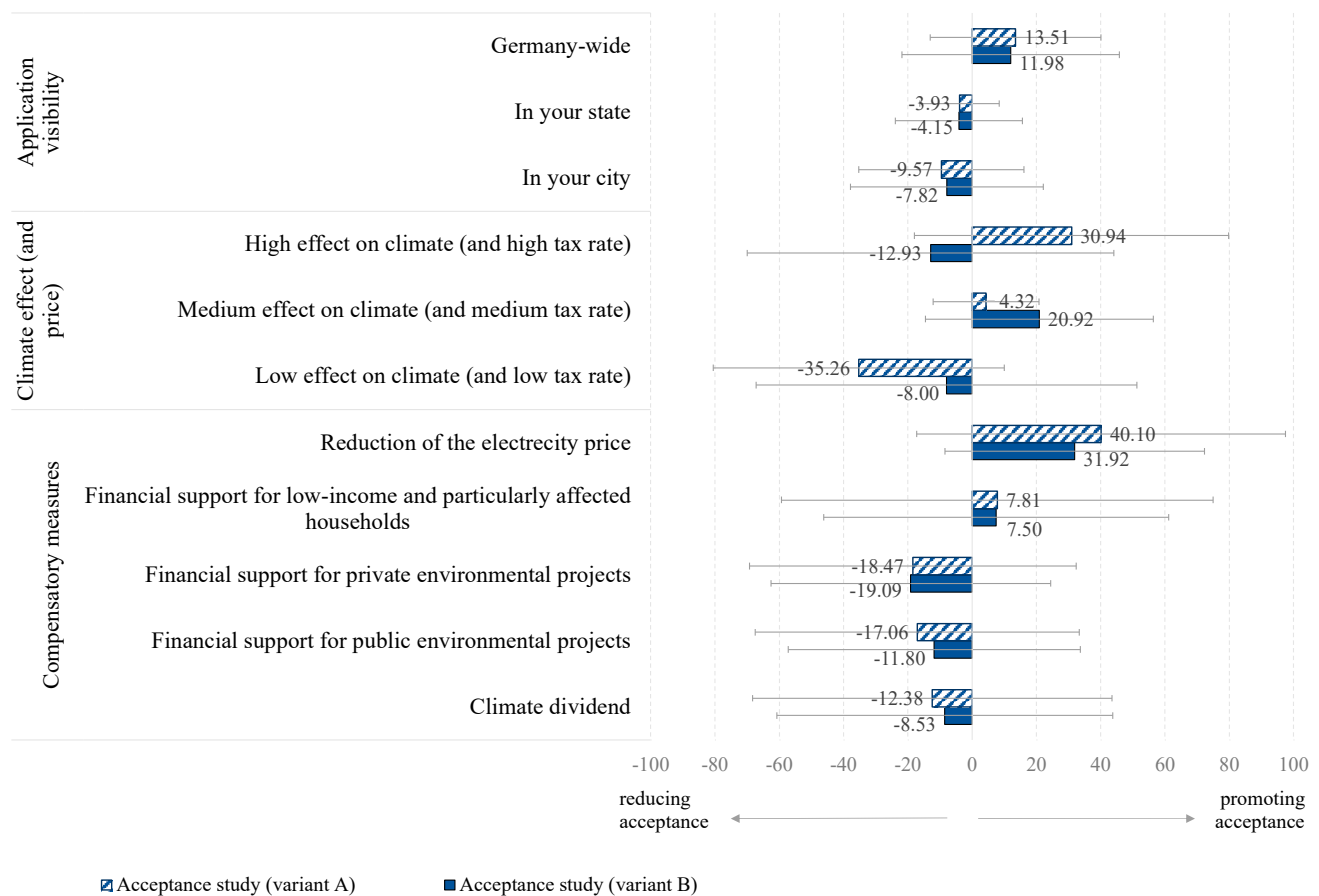 Application
visibility
Germany-wide
13.51
11.98
In your state
-3.93
-4.15
In your city
-9.57
-7.82
Climate effect (and
price)
High effect on climate (and high tax rate)
30.94
-12.93
Medium effect on climate (and medium tax rate)
4.32
20.92
Low effect on climate (and low tax rate)
-35.26
-8.00
Compensatory measures
Reduction of the electrecity price
40.10
31.92
Financial support for low-income and particularly affected
households
7.81
7.50
Financial support for private environmental projects
-18.47
-19.09
Financial support for public environmental projects
-17.06
-11.80
Climate dividend
-12.38
-8.53
-100 -80 -60 -40 -20 0 20 40 60 80 100
reducing
acceptance
promoting
acceptance
Acceptance study (variant A) Acceptance study (variant B)